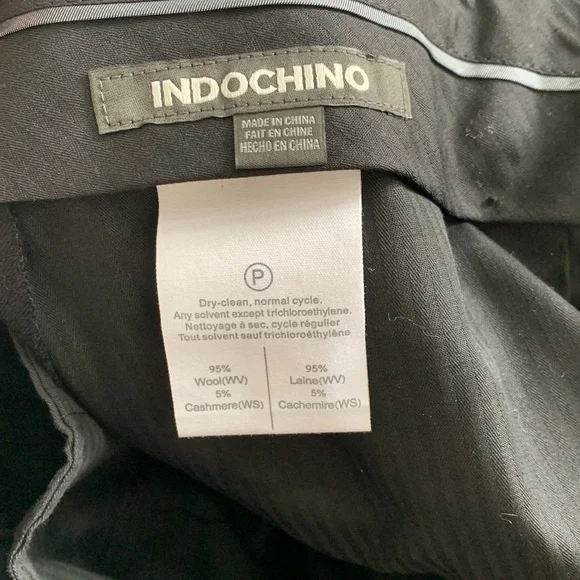 INDOCHINO
MADE IN CHINA
FAIT EN CHINE
HECHO EN CHINA
P
Dry-clean, normal cycle.
Any solvent except trichloroethylene.
Nettoyage à sec, cycle régulier
Tout solvent sauf trichloroéthylène
95%
Wool(WV)
5%
Cashmere(WS)
95%
Laine(WV)
5%
Cachemire(WS)